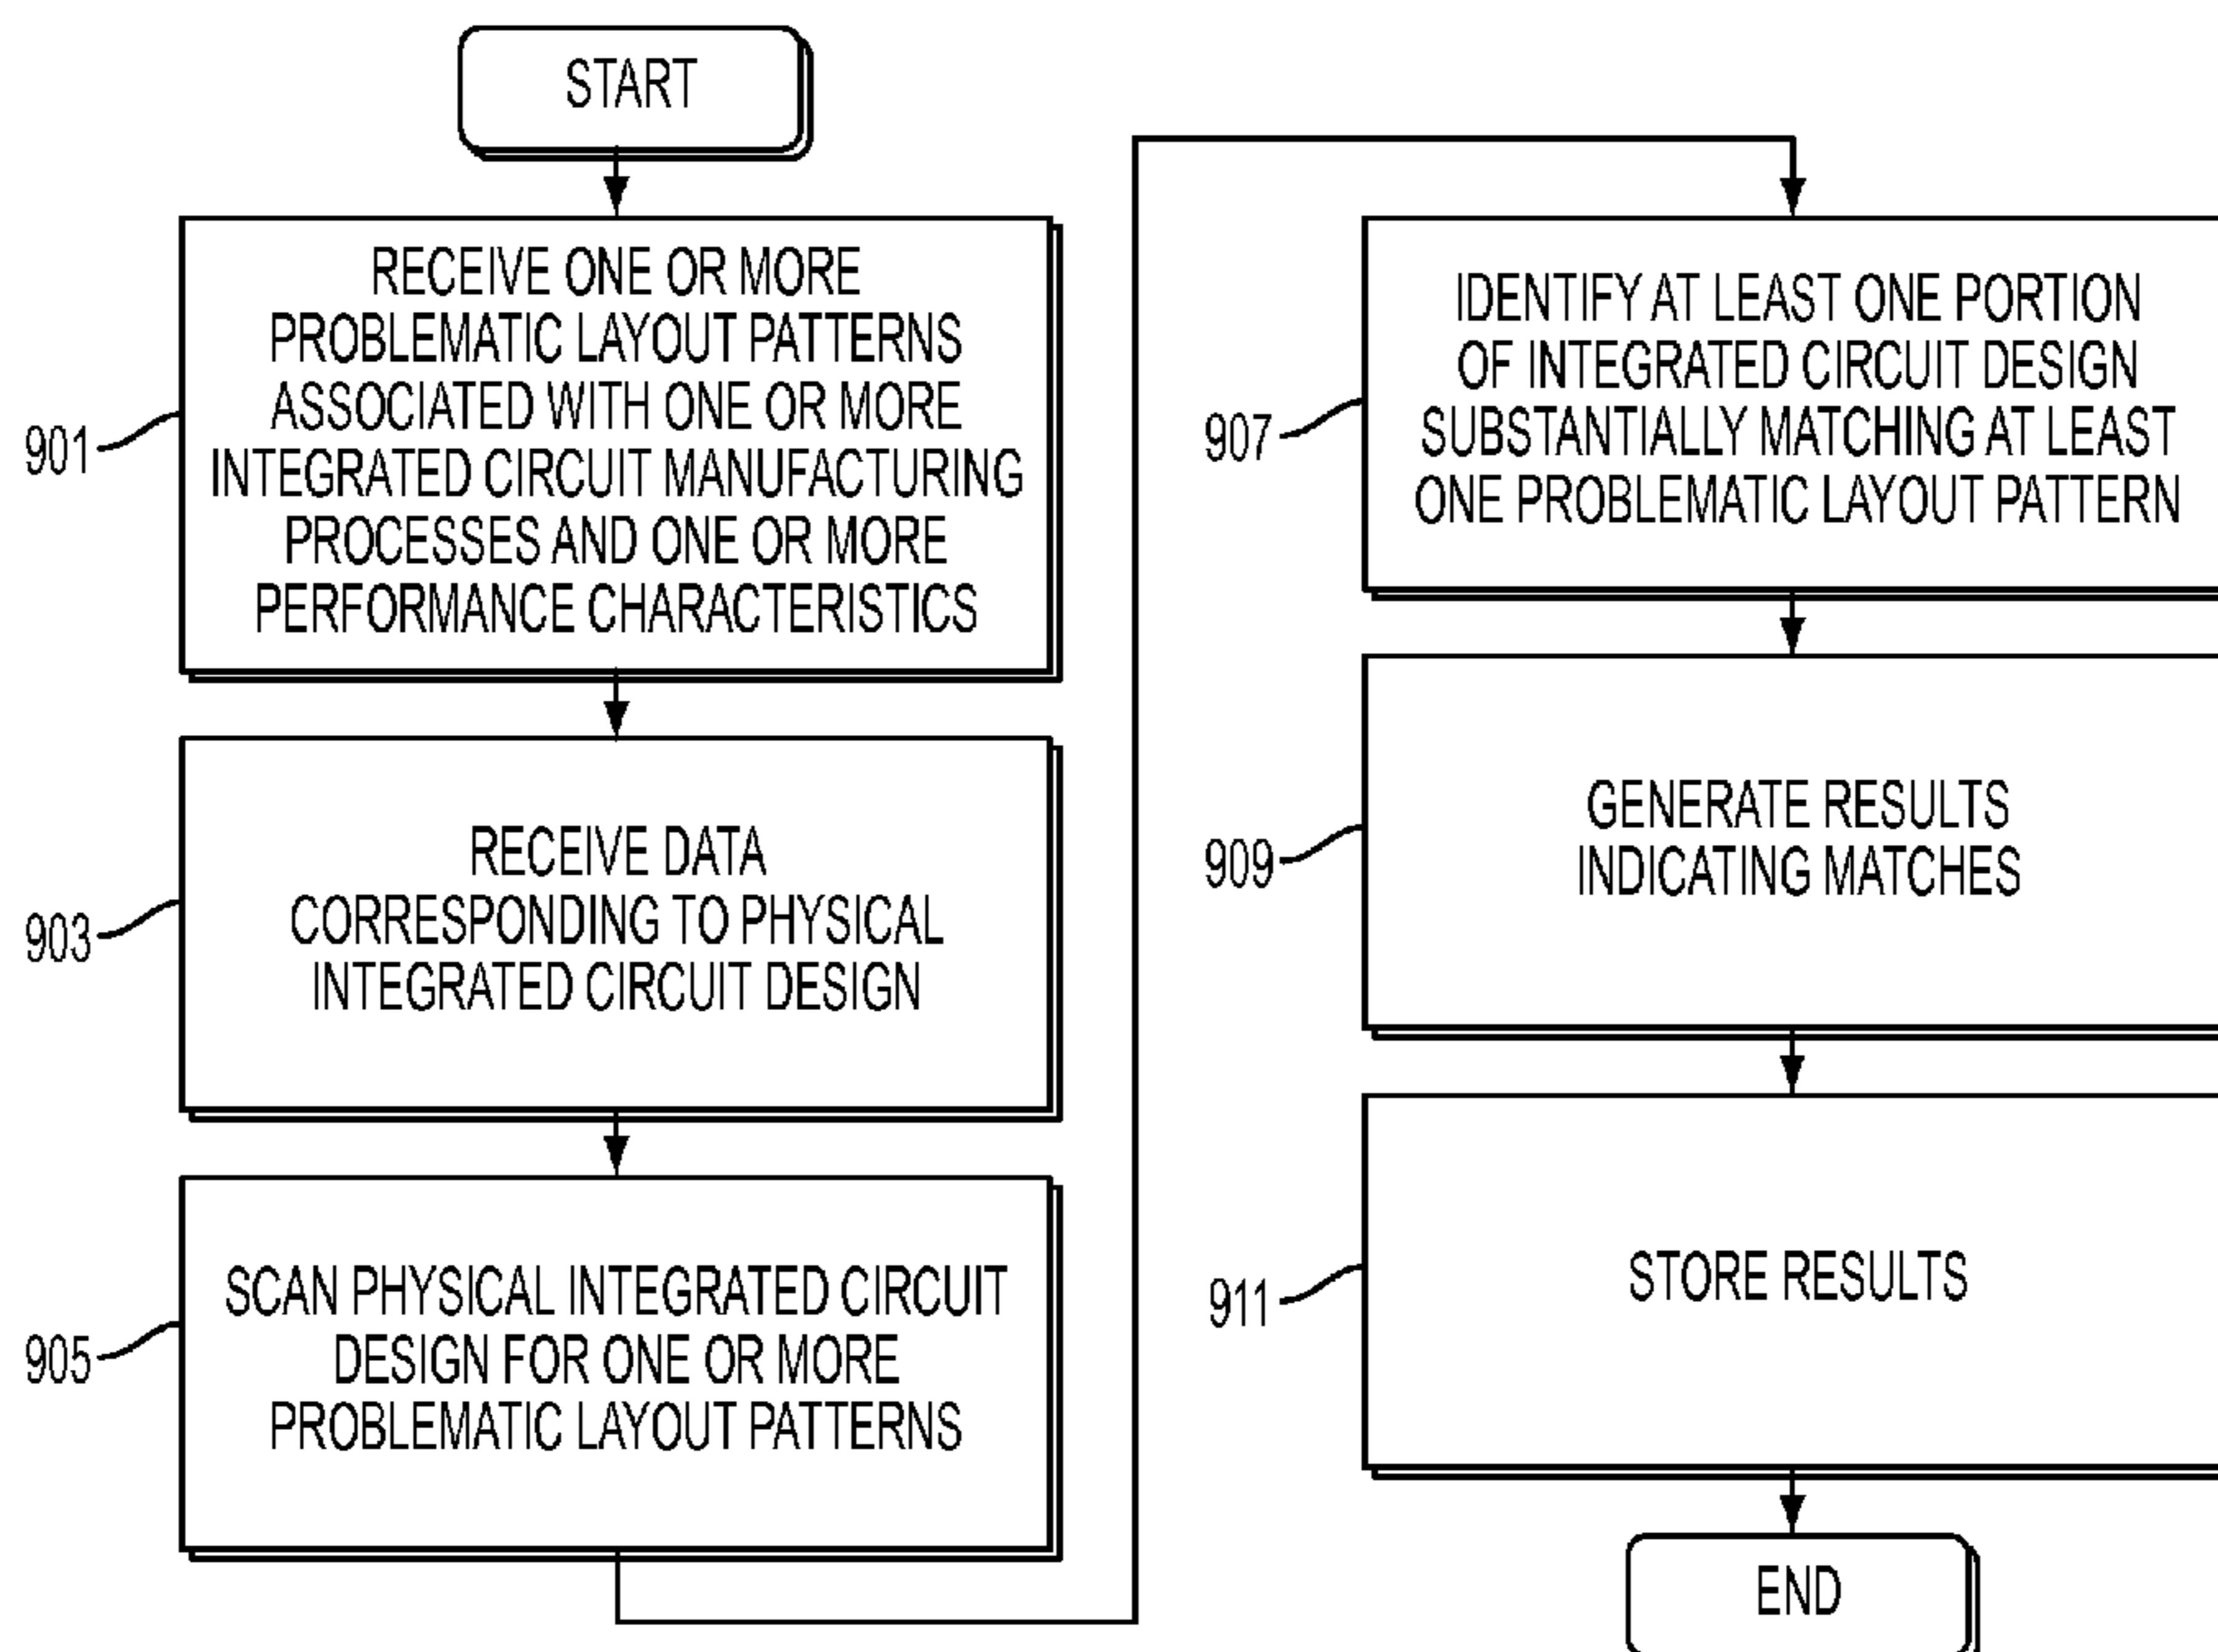 START
RECEIVE ONE OR MORE
PROBLEMATIC LAYOUT PATTERNS
ASSOCIATED WITH ONE OR MORE
INTEGRATED CIRCUIT MANUFACTURING
PROCESSES AND ONE OR MORE
PERFORMANCE CHARACTERISTICS
901
RECEIVE DATA
CORRESPONDING TO PHYSICAL
INTEGRATED CIRCUIT DESIGN
903
SCAN PHYSICAL INTEGRATED CIRCUIT
DESIGN FOR ONE OR MORE
PROBLEMATIC LAYOUT PATTERNS
905
IDENTIFY AT LEAST ONE PORTION
OF INTEGRATED CIRCUIT DESIGN
SUBSTANTIALLY MATCHING AT LEAST
ONE PROBLEMATIC LAYOUT PATTERN
907
GENERATE RESULTS
INDICATING MATCHES
909
STORE RESULTS
911
END